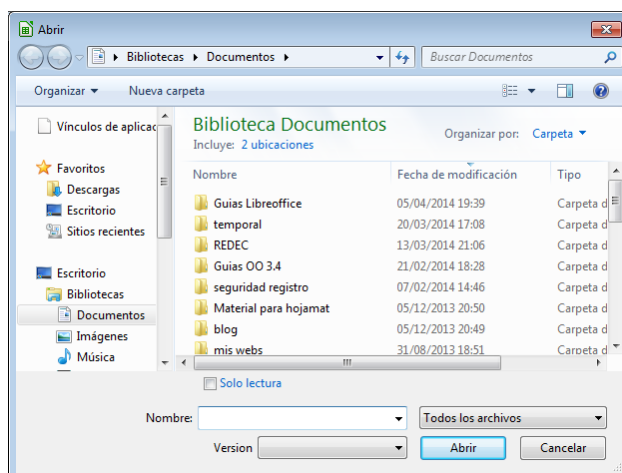 Abrir
Bibliotecas Documentos
Buscar Documentos
Organizar Nueva carpeta
Vínculos de aplicac
Favoritos
Descargas
Escritorio
Sitios recientes
Escritorio
Bibliotecas
Documentos
Imágenes
Música
Biblioteca Documentos
Incluye: 2 ubicaciones
Organizar por: Carpeta
Nombre Fecha de modificación Tipo
Guias Libreoffice 05/04/2014 19:39 Carpeta d
temporal 20/03/2014 17:08 Carpeta d
REDEC 13/03/2014 21:06 Carpeta d
Guias OO 3.4 21/02/2014 18:28 Carpeta d
seguridad registro 07/02/2014 14:46 Carpeta d
Material para hojamat 05/12/2013 20:50 Carpeta d
blog 05/12/2013 20:49 Carpeta d
mis webs 31/08/2013 18:51 Carpeta d
Solo lectura
Nombre: Todos los archivos
Version Abrir Cancelar